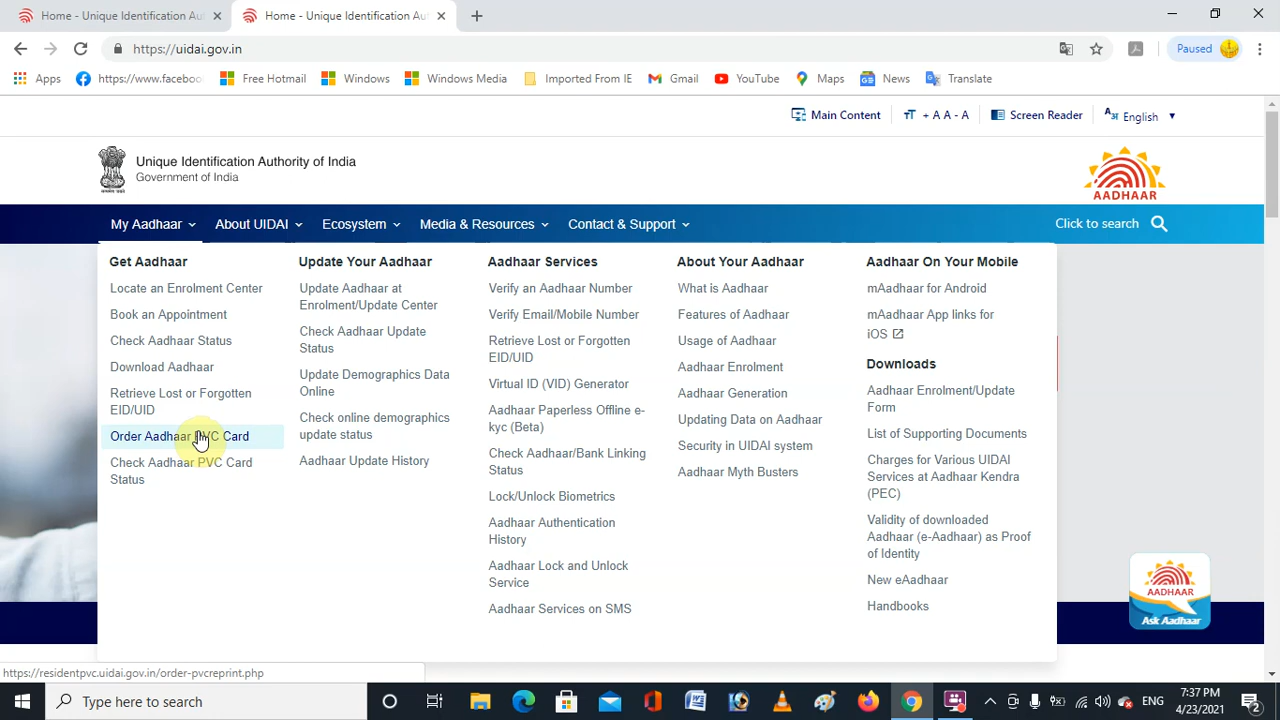 Home - Unique Identification Aut
Home - Unique Identification Aut
https://uidai.gov.in
Paused
Apps
https://www.faceboo
Free Hotmail
Windows
Windows Media
Imported From IE
Gmail
YouTube
Maps
News
Translate
Main Content
+ A A - A
Screen Reader
English
Unique Identification Authority of India
Government of India
AADHAAR
My Aadhaar
About UIDAI
Ecosystem
Media & Resources
Contact & Support
Click to search
Get Aadhaar
Locate an Enrolment Center
Book an Appointment
Check Aadhaar Status
Download Aadhaar
Retrieve Lost or Forgotten
EID/UID
Order Aadhaar PVC Card
Check Aadhaar PVC Card
Status
Update Your Aadhaar
Update Aadhaar at
Enrolment/Update Center
Check Aadhaar Update
Status
Update Demographics Data
Online
Check online demographics
update status
Aadhaar Update History
Aadhaar Services
Verify an Aadhaar Number
Verify Email/Mobile Number
Retrieve Lost or Forgotten
EID/UID
Virtual ID (VID) Generator
Aadhaar Paperless Offline e-
kyc (Beta)
Check Aadhaar/Bank Linking
Status
Lock/Unlock Biometrics
Aadhaar Authentication
History
Aadhaar Lock and Unlock
Service
Aadhaar Services on SMS
About Your Aadhaar
What is Aadhaar
Features of Aadhaar
Usage of Aadhaar
Aadhaar Enrolment
Aadhaar Generation
Updating Data on Aadhaar
Security in UIDAI system
Aadhaar Myth Busters
Aadhaar On Your Mobile
mAadhaar for Android
mAadhaar App links for
iOS
Downloads
Aadhaar Enrolment/Update
Form
List of Supporting Documents
Charges for Various UIDAI
Services at Aadhaar Kendra
(PEC)
Validity of downloaded
Aadhaar (e-Aadhaar) as Proof
of Identity
New eAadhaar
Handbooks
AADHAAR
Ask Aadhaar
https://residentpvc.uidai.gov.in/order-pvcreprint.php
Type here to search
ENG
7:37 PM
4/23/2021
2